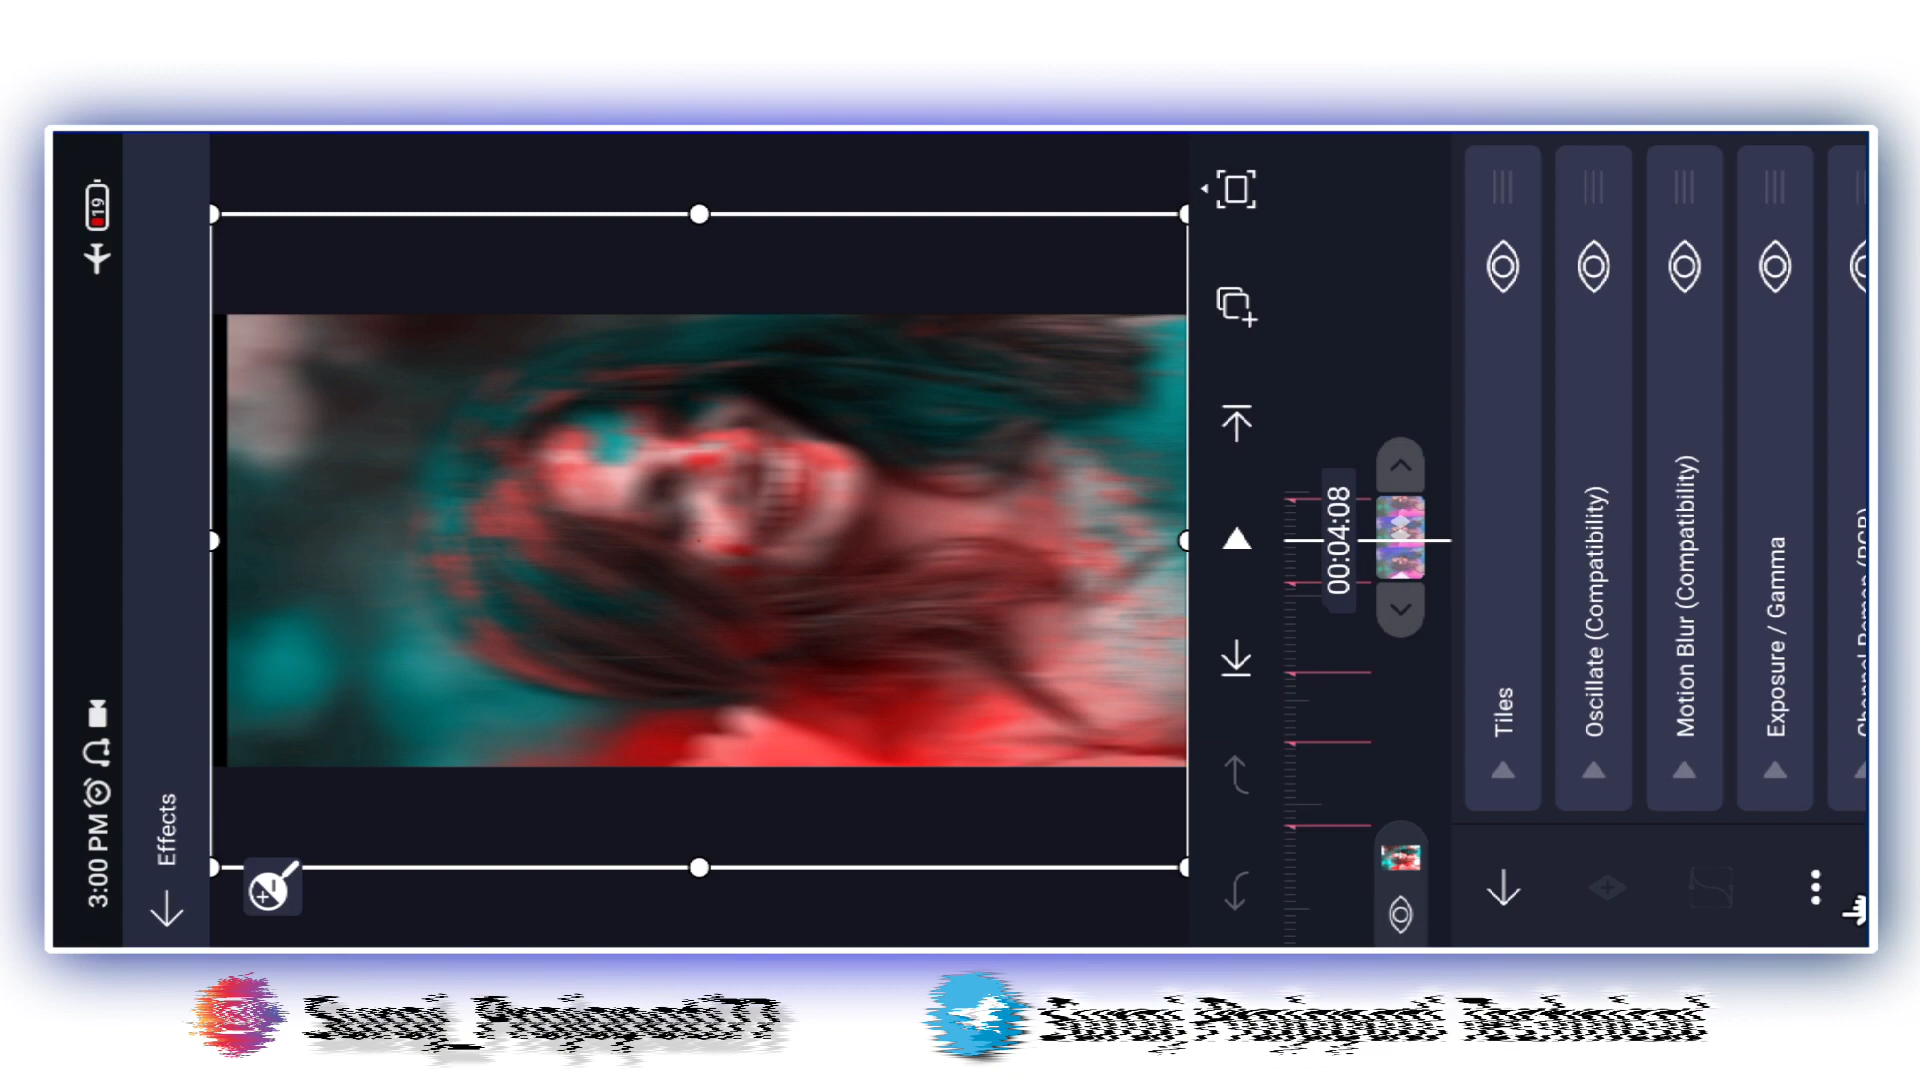 3:00 PM
19
Effects
00:04:08
Tiles
Oscillate (Compatibility)
Motion Blur (Compatibility)
Exposure / Gamma